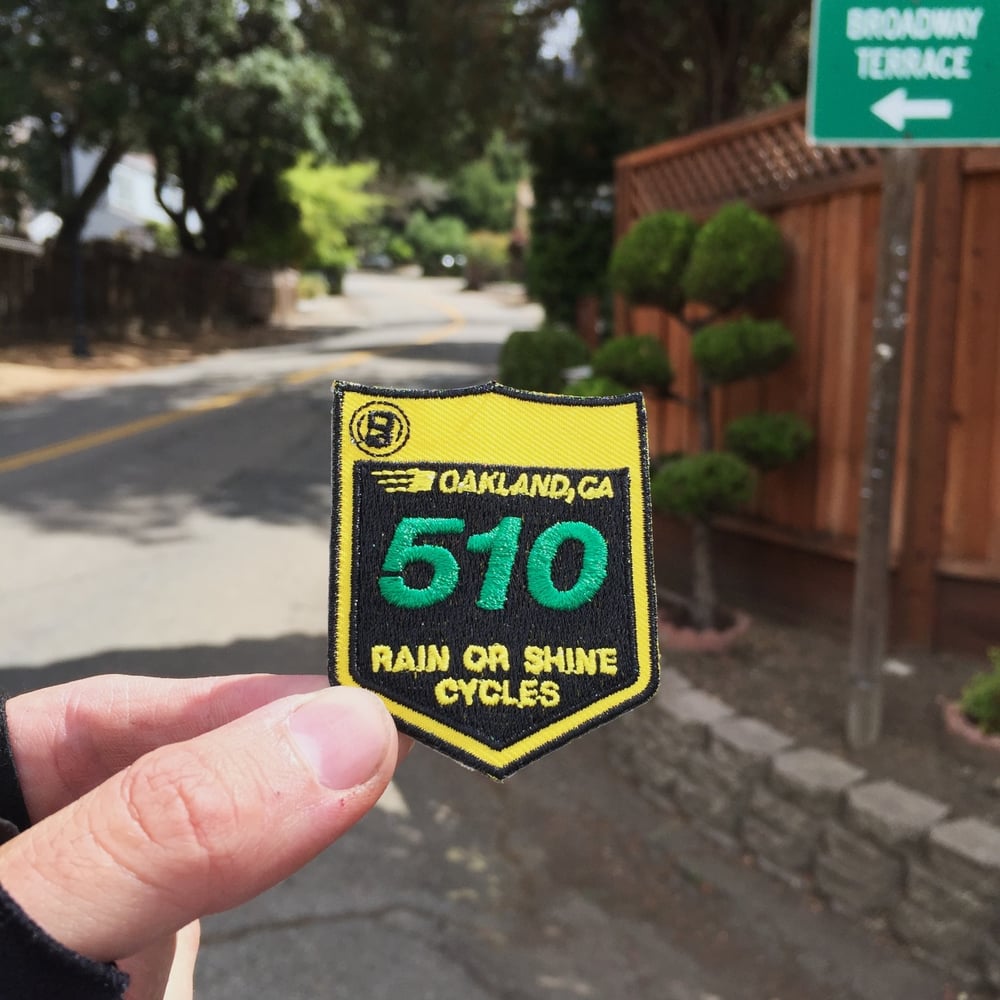 BROADWAY
TERRACE
OAKLAND, CA
510
RAIN OR SHINE
CYCLES